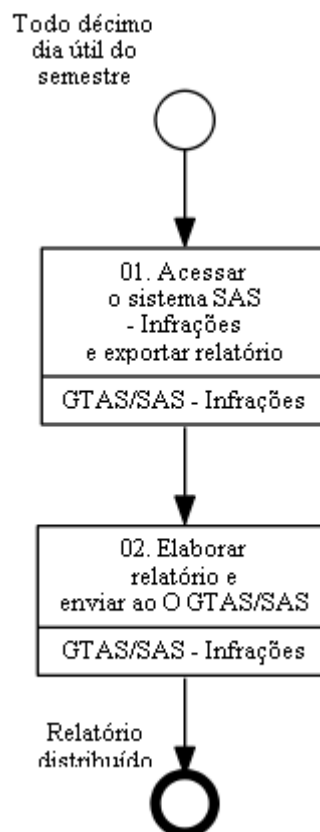 Todo décimo
dia útil do
semestre
01. Acessar
o sistema SAS
- Infrações
e exportar relatório
GTAS/SAS - Infrações
02. Elaborar
relatório e
enviar ao O GTAS/SAS
GTAS/SAS - Infrações
Relatório
distribuído